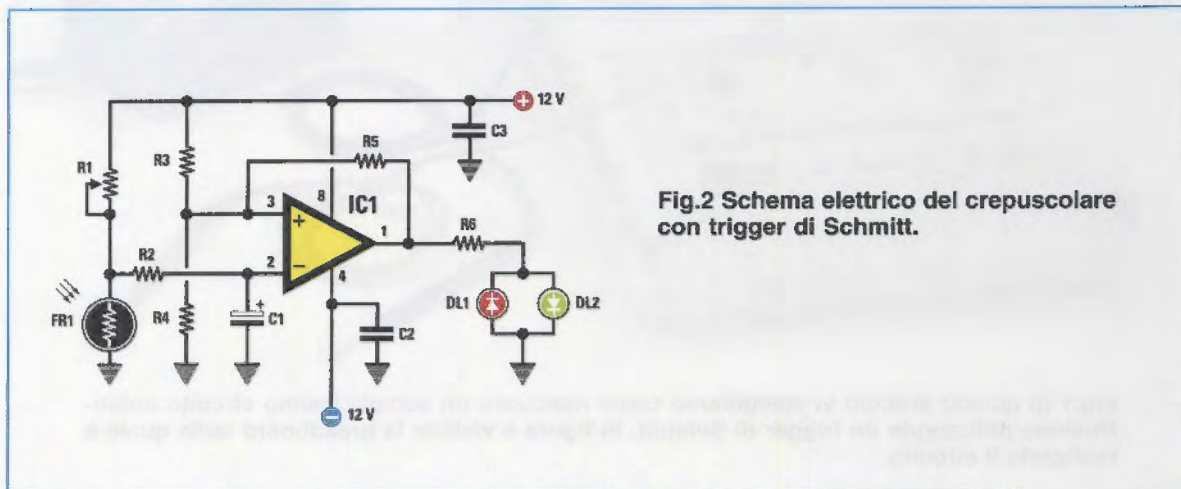 12 V
C3
R1
R3
R5
8
IC1
3
+
1
R6
2
−
4
R2
FR1
R4
+
C1
C2
DL1
DL2
12 V
Fig.2 Schema elettrico del crepuscolare
con trigger di Schmitt.